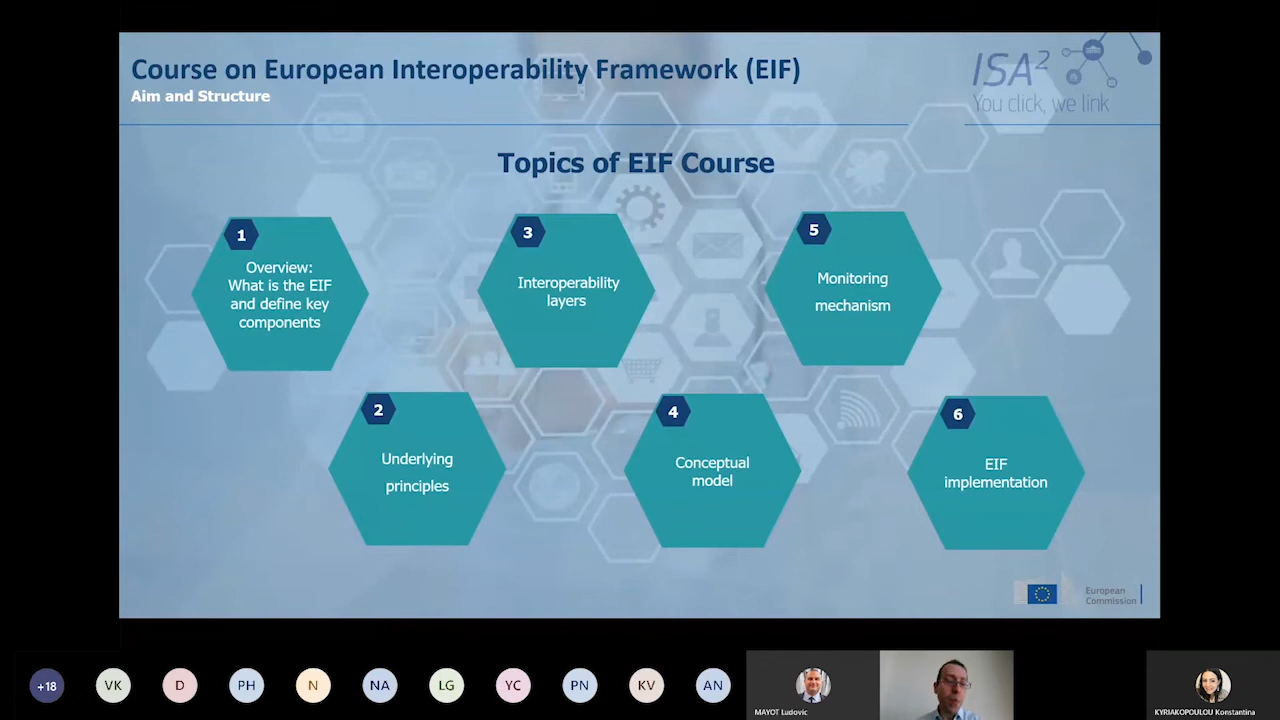 Course on European Interoperability Framework (EIF)
Aim and Structure
ISA²
You click, we link
Topics of EIF Course
1
Overview:
What is the EIF
and define key
components
2
Underlying
principles
3
Interoperability
layers
4
Conceptual
model
5
Monitoring
mechanism
6
EIF
implementation
European
Commission
+18
VK
D
PH
N
NA
LG
YC
PN
KV
AN
MAYOT Ludovic
KYRIAKOPOULOU Konstantina